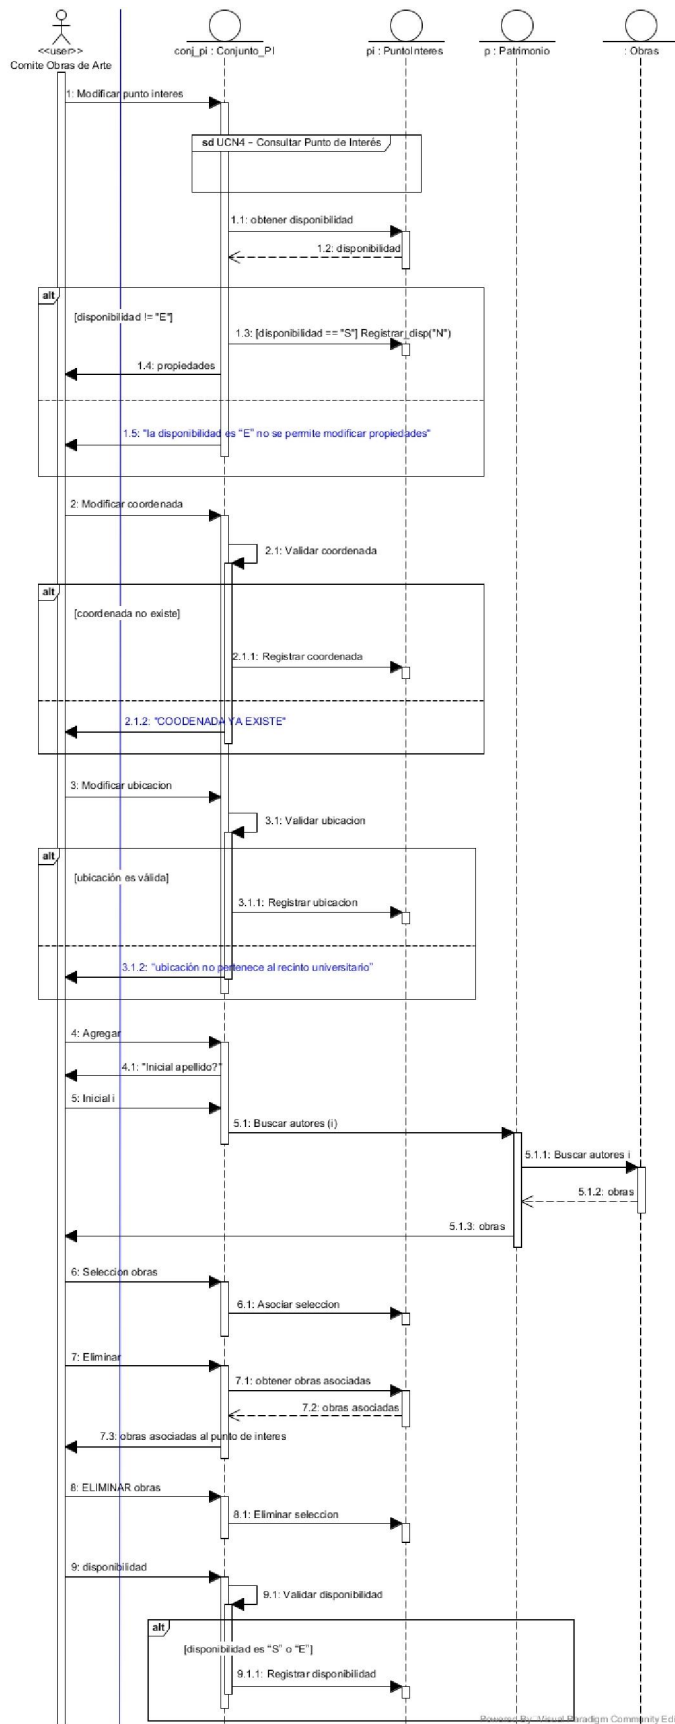 <<user>>
Comite Obras de Arte
conj_pi : Conjunto_PI
pi : PuntoInteres
p : Patrimonio
: Obras
1: Modificar punto interes
sd UCN4 - Consultar Punto de Interés
1.1: obtener disponibilidad
1.2: disponibilidad
alt
[disponibilidad != "E"]
1.3: [disponibilidad == "S"] Registrar_disp("N")
1.4: propiedades
1.5: "la disponibilidad es "E" no se permite modificar propiedades"
2: Modificar coordenada
2.1: Validar coordenada
alt
[coordenada no existe]
2.1.1: Registrar coordenada
2.1.2: "COODENADA YA EXISTE"
3: Modificar ubicacion
3.1: Validar ubicacion
alt
[ubicación es válida]
3.1.1: Registrar ubicacion
3.1.2: "ubicación no pertenece al recinto universitario"
4: Agregar
4.1: "Inicial apellido?"
5: Inicial i
5.1: Buscar autores (i)
5.1.1: Buscar autores i
5.1.2: obras
5.1.3: obras
6: Seleccion obras
6.1: Asociar seleccion
7: Eliminar
7.1: obtener obras asociadas
7.2: obras asociadas
7.3: obras asociadas al punto de interes
8: ELIMINAR obras
8.1: Eliminar seleccion
9: disponibilidad
9.1: Validar disponibilidad
alt
[disponibilidad es "S" o "E"]
9.1.1: Registrar disponibilidad
Powered By: Visual Paradigm Community Edi